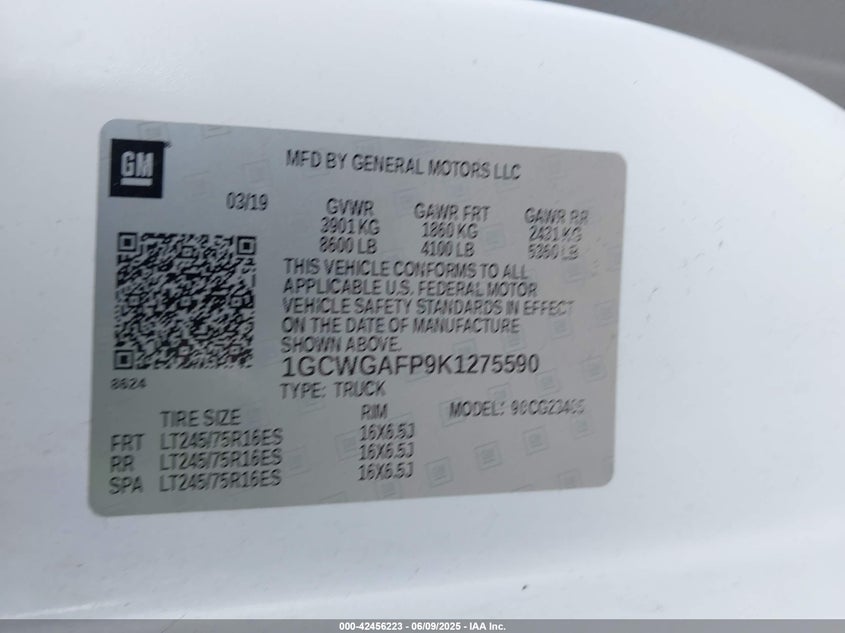 GM
MFD BY GENERAL MOTORS LLC
03/19 GVWR GAWR FRT GAWR RR
3901 KG 1860 KG 2431 KG
8600 LB 4100 LB 5360 LB
THIS VEHICLE CONFORMS TO ALL
APPLICABLE U.S. FEDERAL MOTOR
VEHICLE SAFETY STANDARDS IN EFFECT
ON THE DATE OF MANUFACTURE
SHOWN ABOVE.
1GCWGAFP9K1275590
8624
TYPE: TRUCK
MODEL:
TIRE SIZE RIM
FRT LT245/75R16ES 16X6.5J
RR LT245/75R16ES 16X6.5J
SPA LT245/75R16ES 16X6.5J
000-42456223 - 06/09/2025 - IAA Inc.